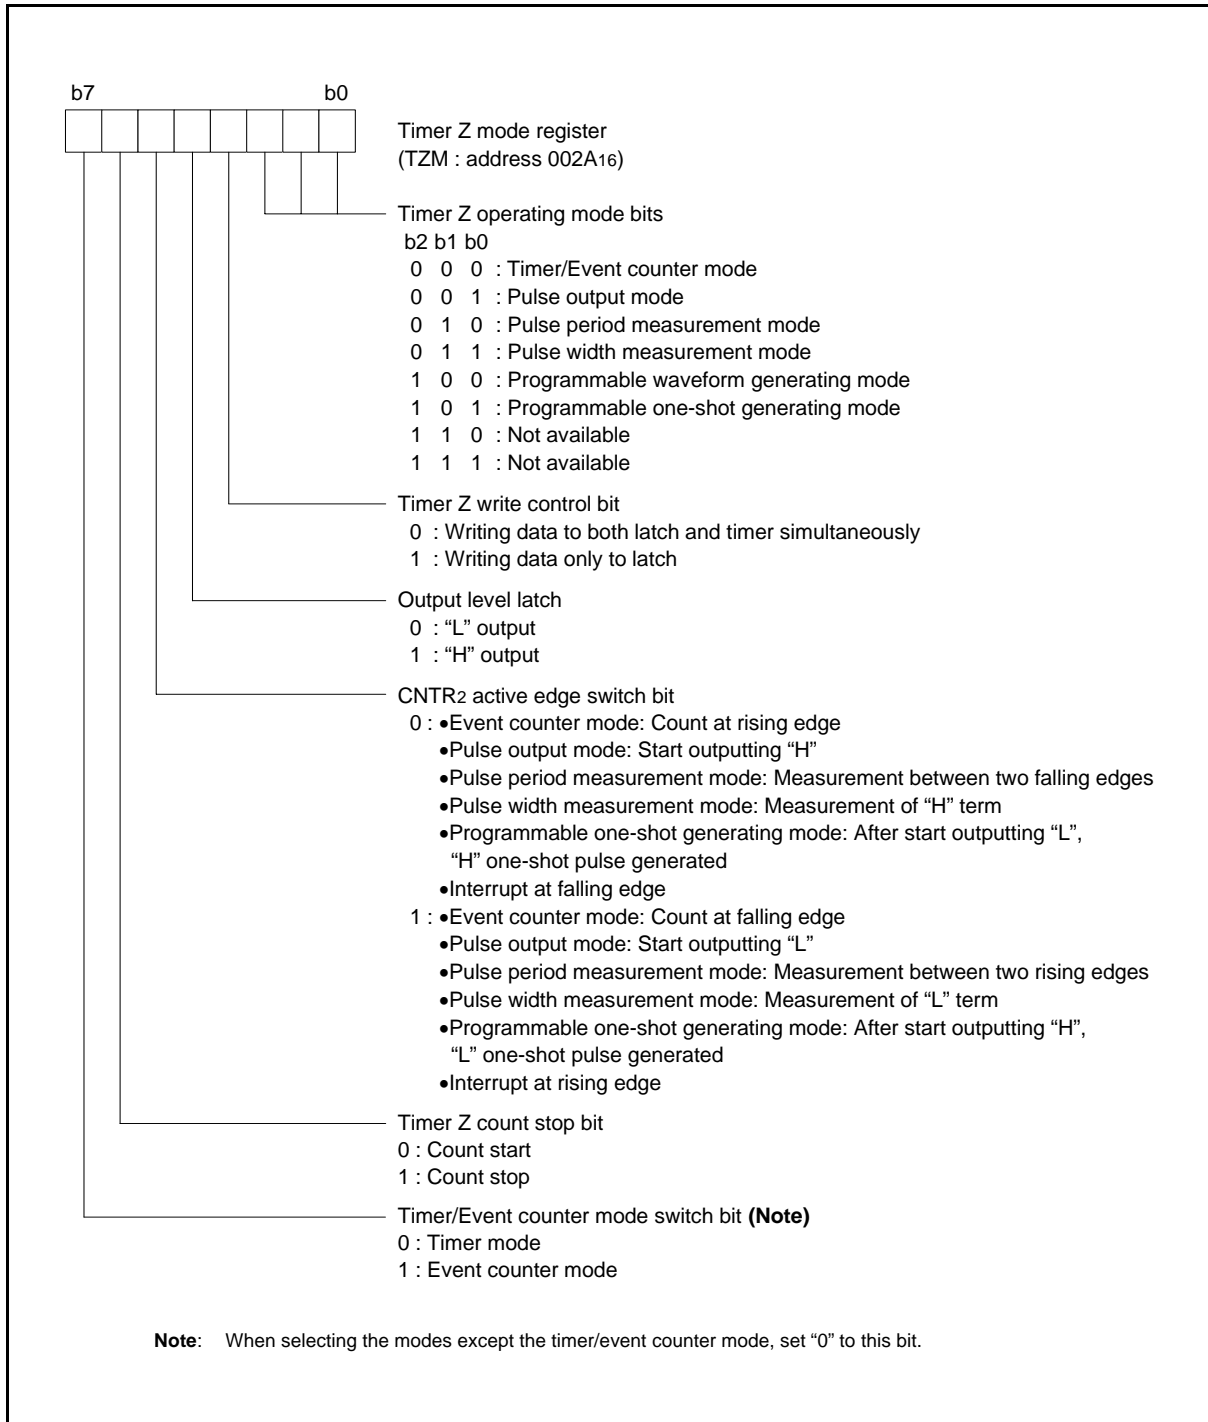 b7 b0
Timer Z mode register
(TZM : address 002A16)
Timer Z operating mode bits
b2 b1 b0
0 0 0 : Timer/Event counter mode
0 0 1 : Pulse output mode
0 1 0 : Pulse period measurement mode
0 1 1 : Pulse width measurement mode
1 0 0 : Programmable waveform generating mode
1 0 1 : Programmable one-shot generating mode
1 1 0 : Not available
1 1 1 : Not available
Timer Z write control bit
0 : Writing data to both latch and timer simultaneously
1 : Writing data only to latch
Output level latch
0 : “L” output
1 : “H” output
CNTR2 active edge switch bit
0 : •Event counter mode: Count at rising edge
•Pulse output mode: Start outputting “H”
•Pulse period measurement mode: Measurement between two falling edges
•Pulse width measurement mode: Measurement of “H” term
•Programmable one-shot generating mode: After start outputting “L”,
“H” one-shot pulse generated
•Interrupt at falling edge
1 : •Event counter mode: Count at falling edge
•Pulse output mode: Start outputting “L”
•Pulse period measurement mode: Measurement between two rising edges
•Pulse width measurement mode: Measurement of “L” term
•Programmable one-shot generating mode: After start outputting “H”,
“L” one-shot pulse generated
•Interrupt at rising edge
Timer Z count stop bit
0 : Count start
1 : Count stop
Timer/Event counter mode switch bit (Note)
0 : Timer mode
1 : Event counter mode
Note: When selecting the modes except the timer/event counter mode, set “0” to this bit.